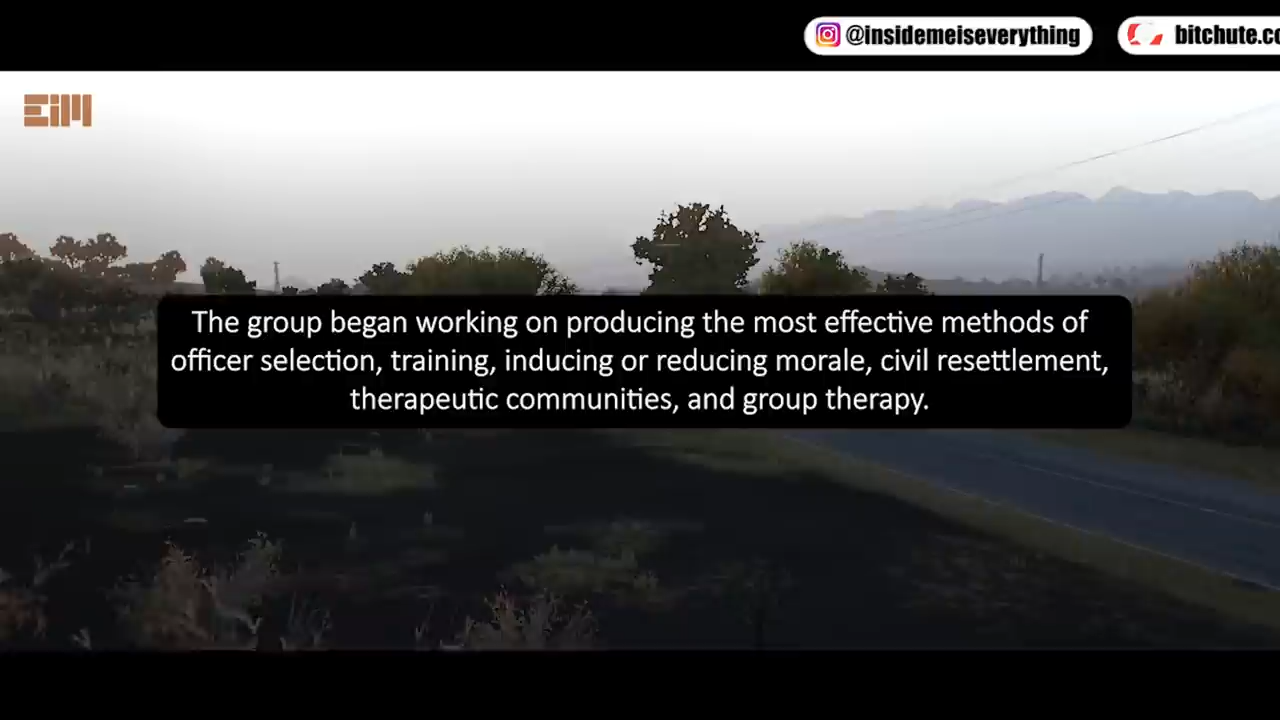 @insidemeiseverything
bitchute.co
EiM
The group began working on producing the most effective methods of
officer selection, training, inducing or reducing morale, civil resettlement,
therapeutic communities, and group therapy.